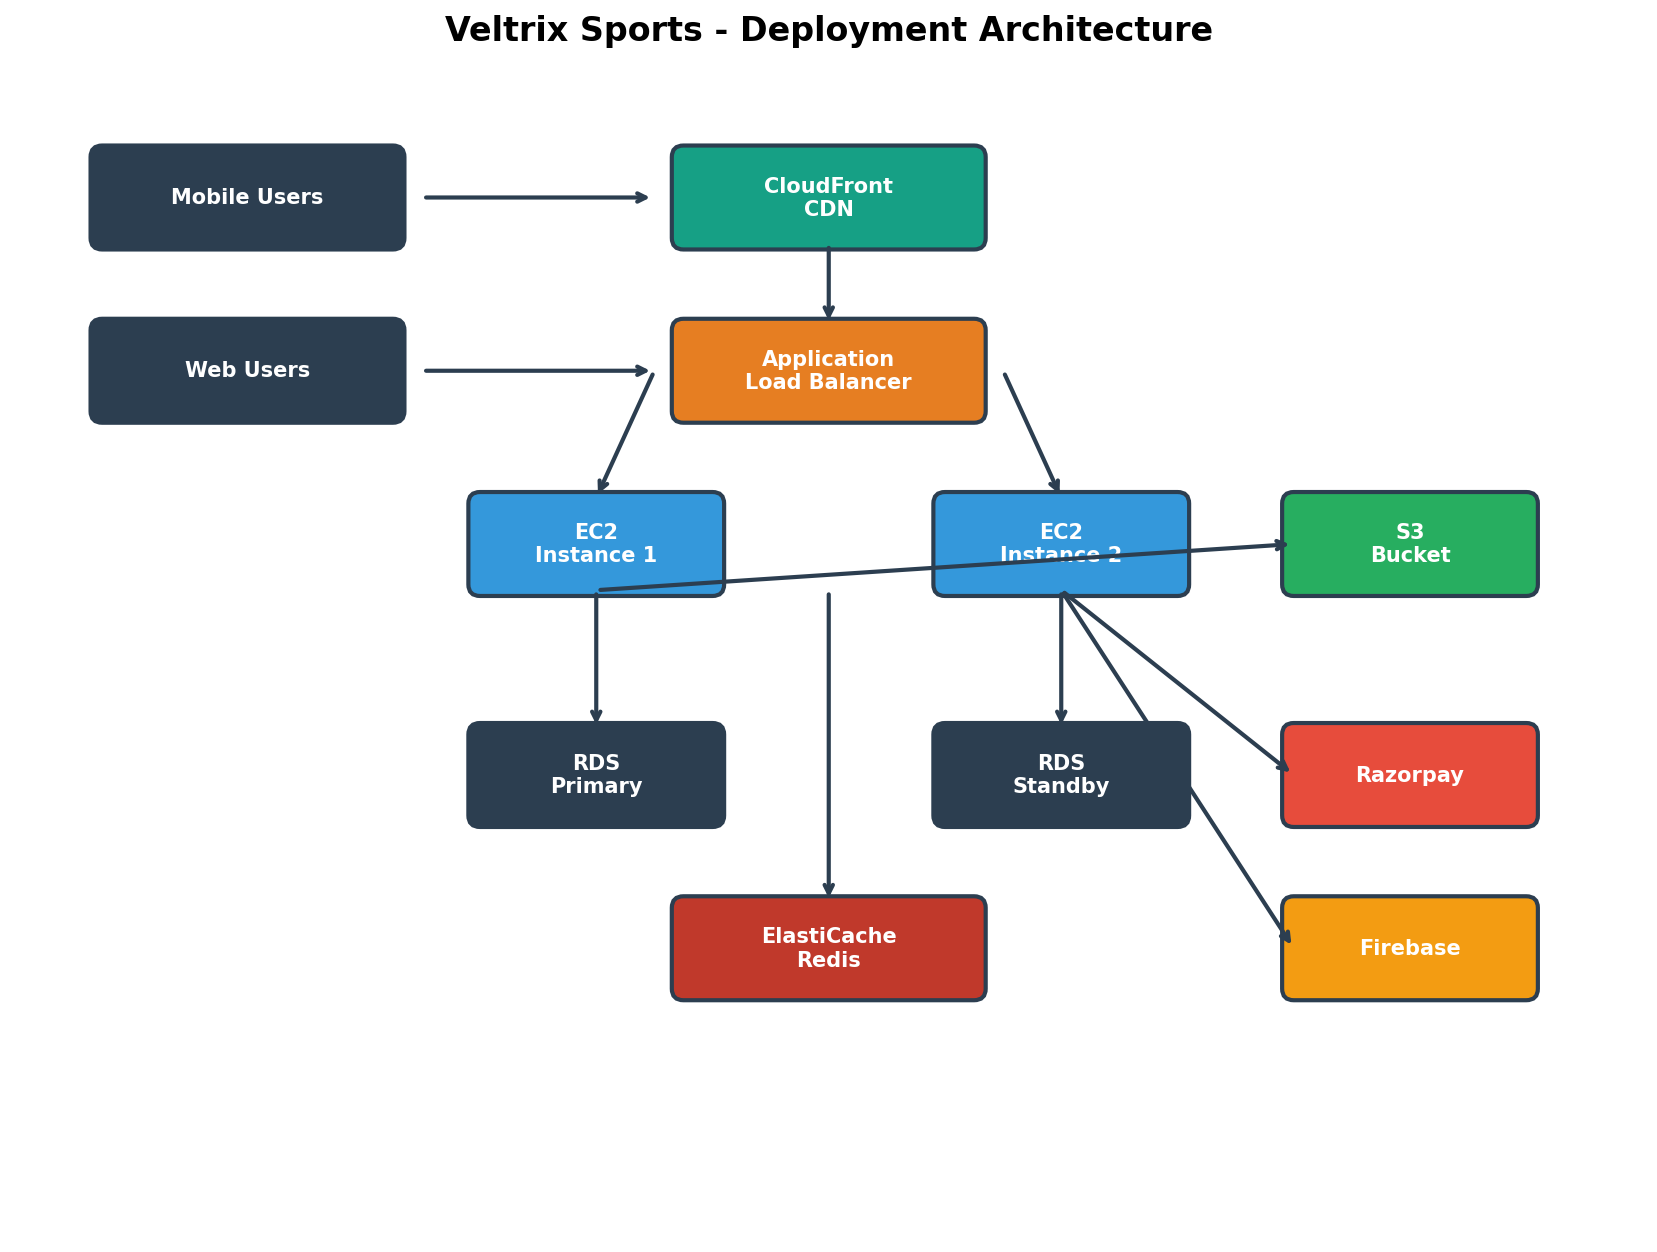 Veltrix Sports - Deployment Architecture
Mobile Users
CloudFront
CDN
Web Users
Application
Load Balancer
EC2
Instance 1
EC2
Instance 2
S3
Bucket
RDS
Primary
RDS
Standby
Razorpay
ElastiCache
Redis
Firebase